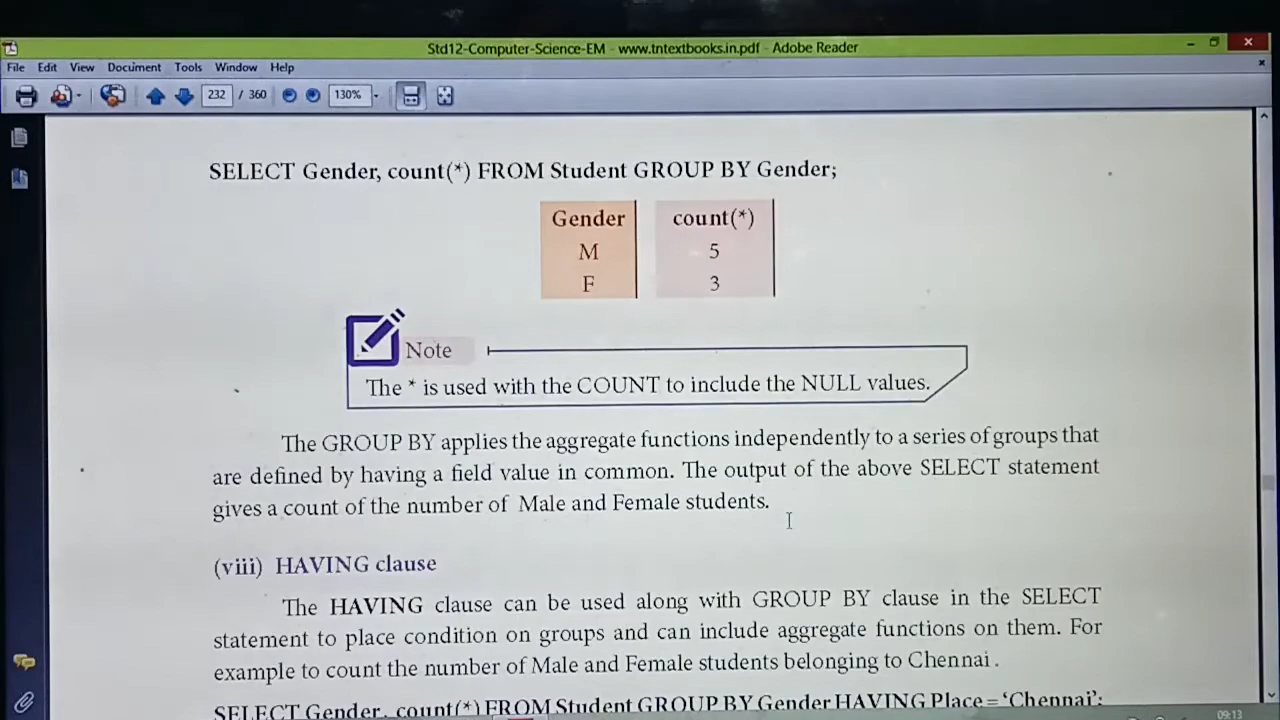 Std12-Computer-Science-EM - www.tntextbooks.in.pdf - Adobe Reader
File Edit View Document Tools Window Help
232 / 360 130%
SELECT Gender, count(*) FROM Student GROUP BY Gender;
Gender count(*)
M 5
F 3
Note
The * is used with the COUNT to include the NULL values.
The GROUP BY applies the aggregate functions independently to a series of groups that
are defined by having a field value in common. The output of the above SELECT statement
gives a count of the number of Male and Female students.
(viii) HAVING clause
The HAVING clause can be used along with GROUP BY clause in the SELECT
statement to place condition on groups and can include aggregate functions on them. For
example to count the number of Male and Female students belonging to Chennai.
SELECT Gender, count(*) FROM Student GROUP BY Gender HAVING Place = 'Chennai';
09:13